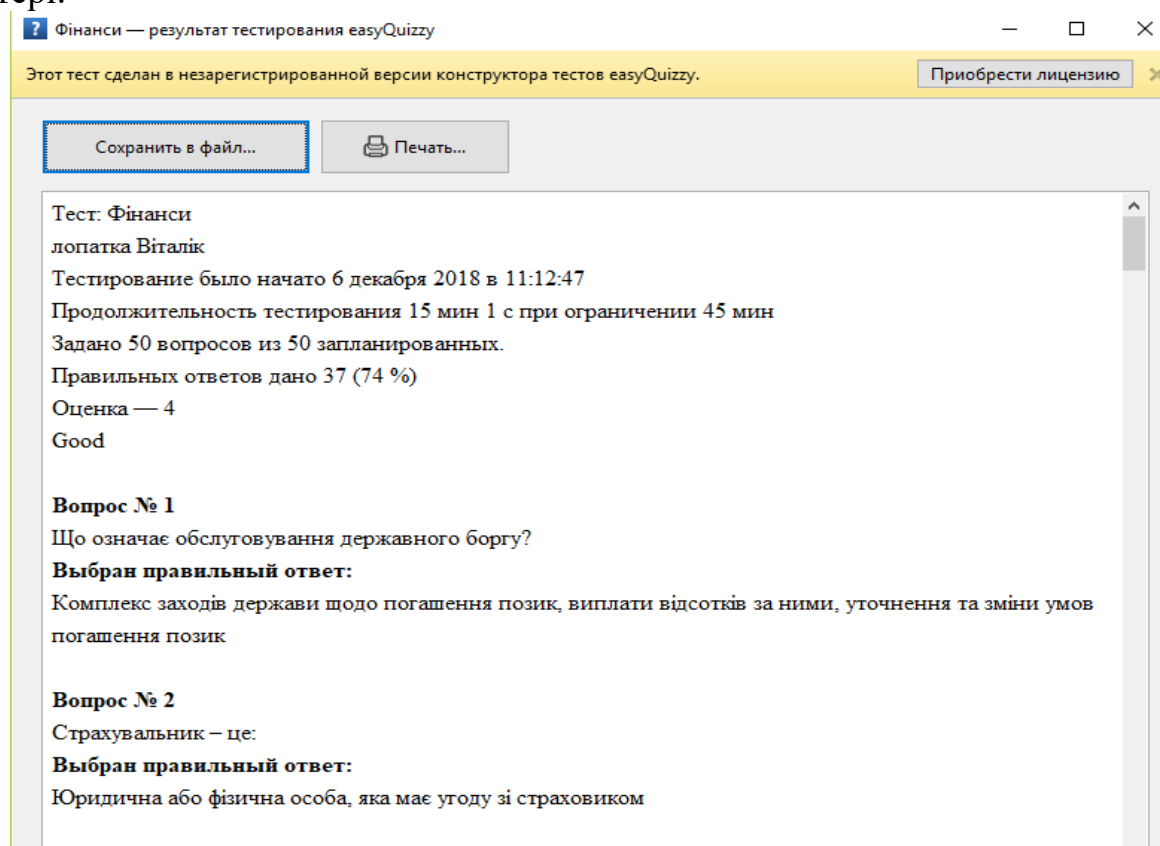 тері.
Фінанси — результат тестирования easyQuizzy
Этот тест сделан в незарегистрированной версии конструктора тестов easyQuizzy.
Приобрести лицензию
Сохранить в файл...
Печать...
Тест: Фінанси
лопатка Віталік
Тестирование было начато 6 декабря 2018 в 11:12:47
Продолжительность тестирования 15 мин 1 с при ограничении 45 мин
Задано 50 вопросов из 50 запланированных.
Правильных ответов дано 37 (74 %)
Оценка — 4
Good
Вопрос № 1
Що означає обслуговування державного боргу?
Выбран правильный ответ:
Комплекс заходів держави щодо погашення позик, виплати відсотків за ними, уточнення та зміни умов
погашення позик
Вопрос № 2
Страхувальник – це:
Выбран правильный ответ:
Юридична або фізична особа, яка має угоду зі страховиком